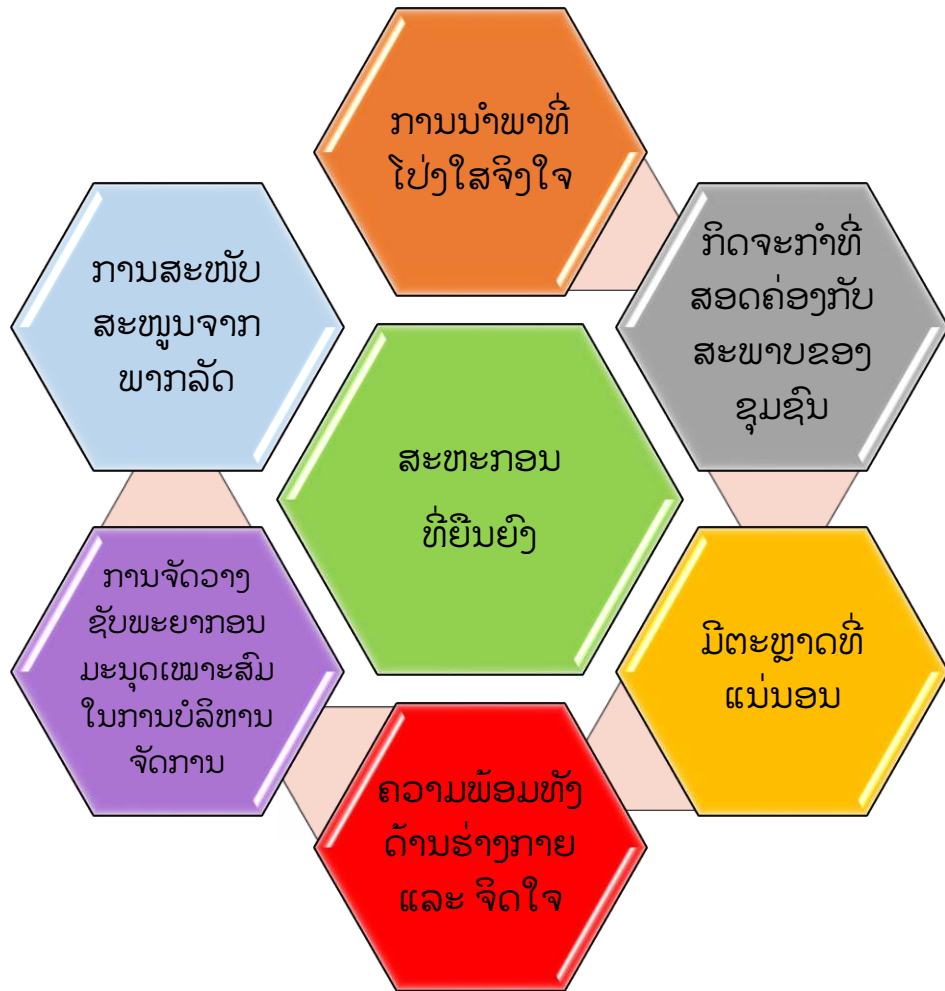 ການນຳພາທີ່
ໂປ່ງໃສຈິງໃຈ
ກິດຈະກຳທີ່
ສອດຄ່ອງກັບ
ສະພາບຂອງ
ຊຸມຊົນ
ການສະໜັບ
ສະໜູນຈາກ
ພາກລັດ
ສະຫະກອນ
ທີ່ຍືນຍົງ
ການຈັດວາງ
ຊັບພະຍາກອນ
ມະນຸດເໝາະສົມ
ໃນການບໍລິຫານ
ຈັດການ
ມີຕະຫຼາດທີ່
ແນ່ນອນ
ຄວາມພ້ອມທັງ
ດ້ານຮ່າງກາຍ
ແລະ ຈິດໃຈ